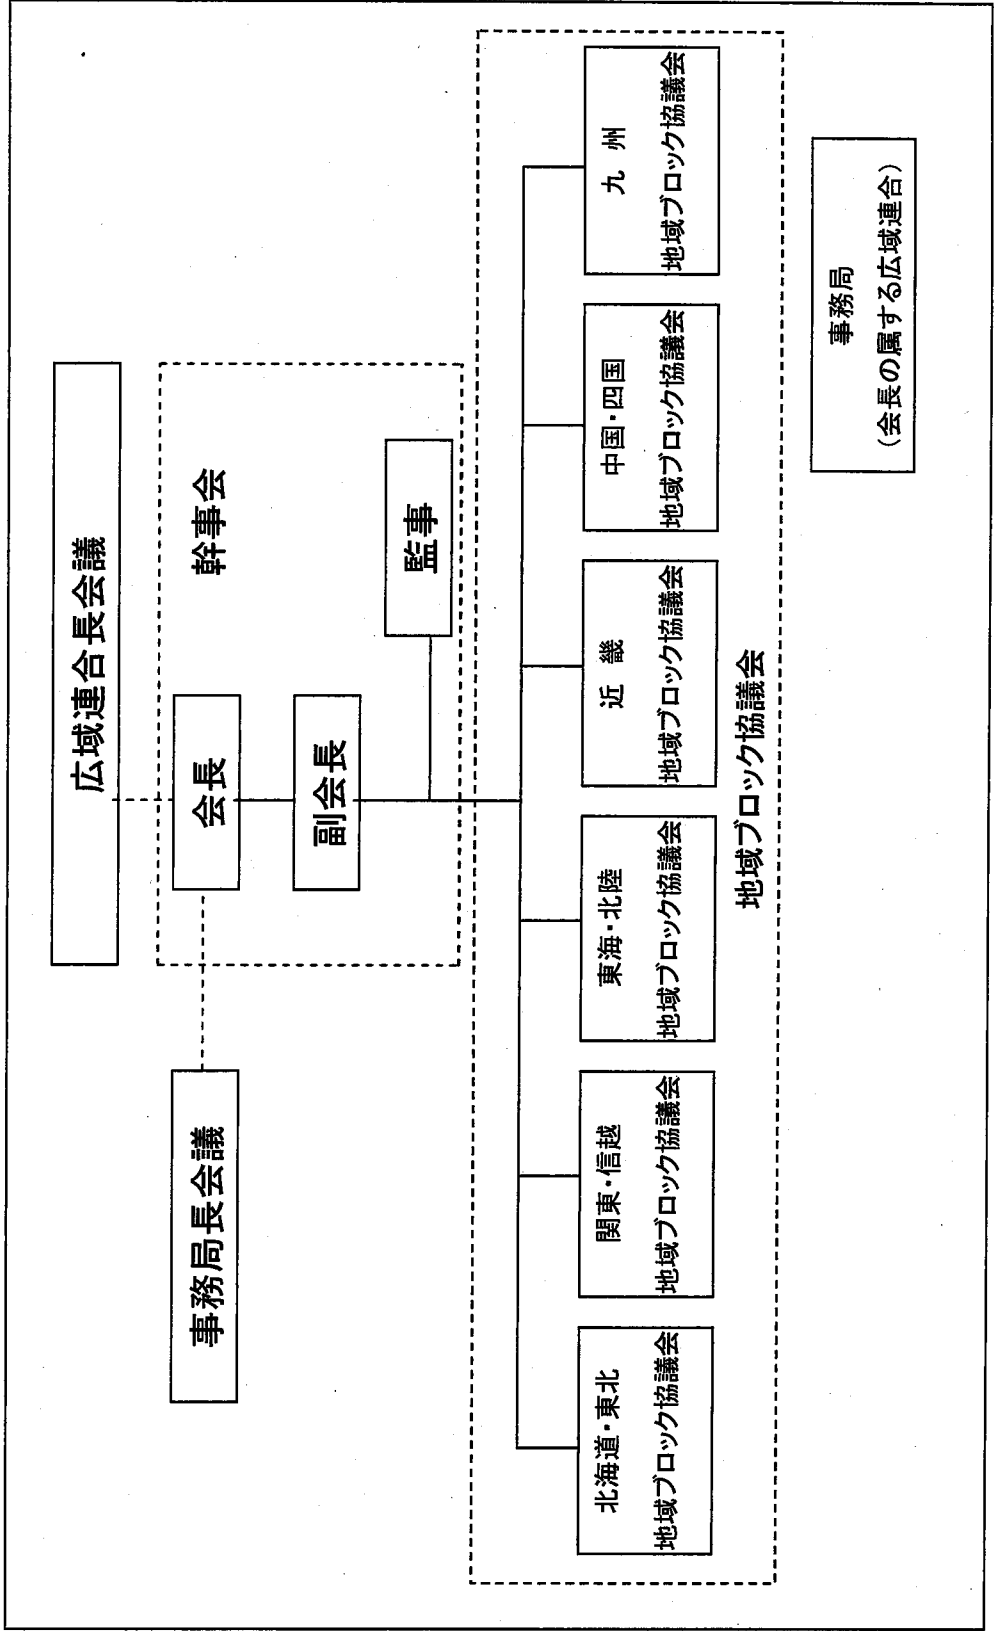 広域連合長会議
幹事会
事務局長会議
会長
副会長
監事
北海道・東北
地域ブロック協議会
関東・信越
地域ブロック協議会
東海・北陸
地域ブロック協議会
近　畿
地域ブロック協議会
中国・四国
地域ブロック協議会
九　州
地域ブロック協議会
地域ブロック協議会
事務局
（会長の属する広域連合）